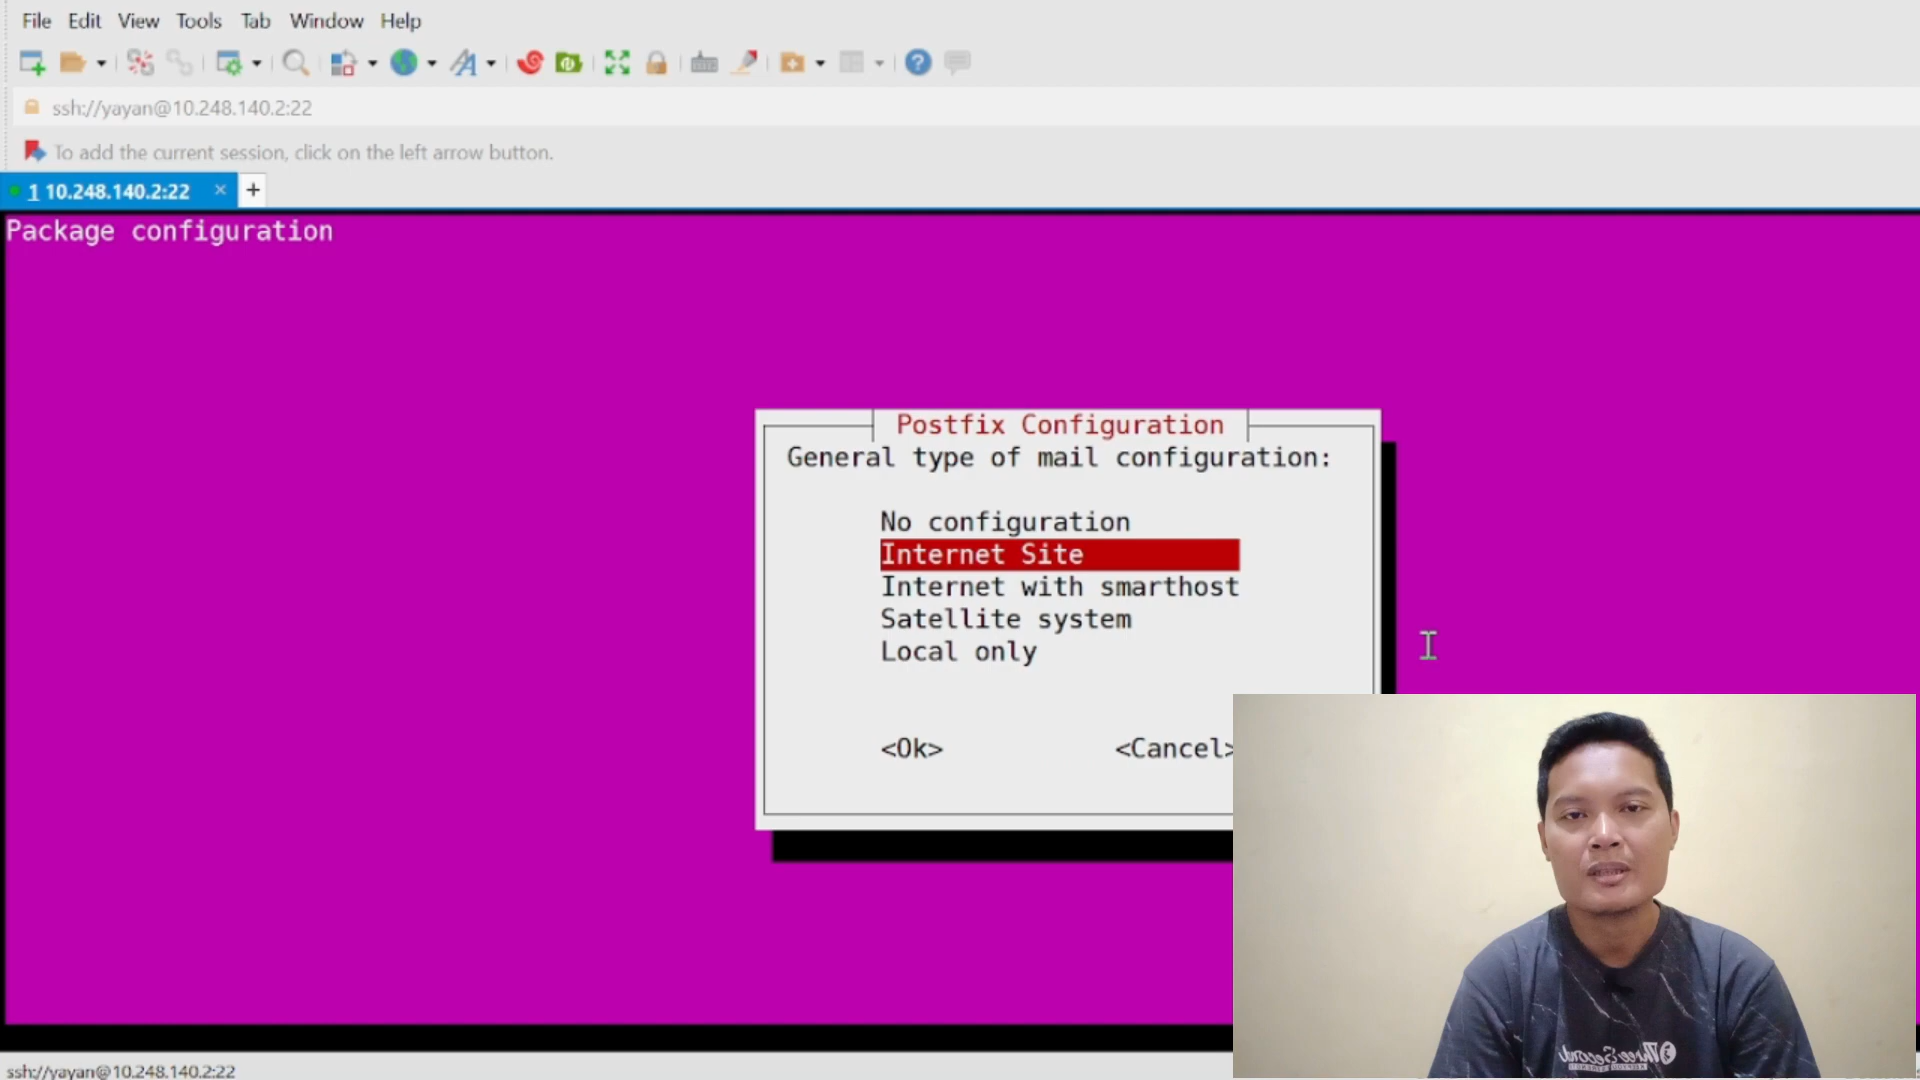 File Edit View Tools Tab Window Help
ssh://yayan@10.248.140.2:22
To add the current session, click on the left arrow button.
1 10.248.140.2:22 × +
Package configuration
Postfix Configuration
General type of mail configuration:
No configuration
Internet Site
Internet with smarthost
Satellite system
Local only
<Ok> <Cancel>
Three Second
ssh://yayan@10.248.140.2:22